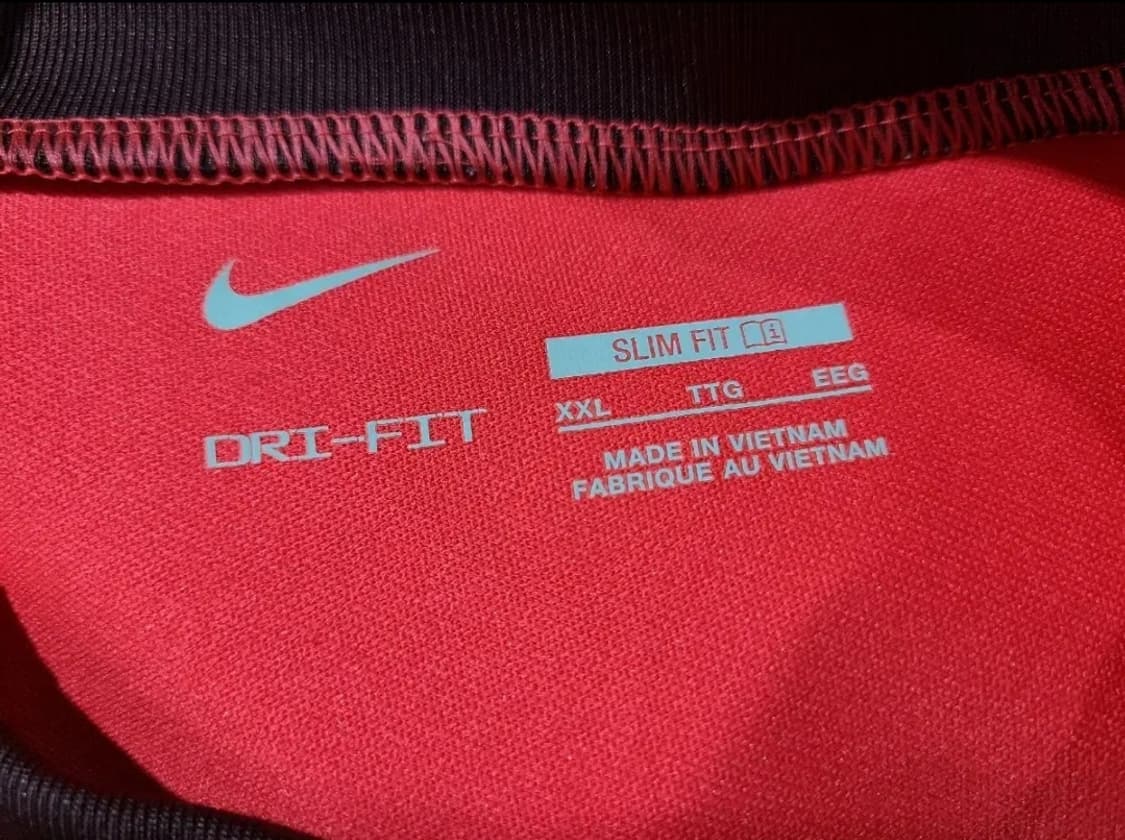 DRI-FIT
SLIM FIT
XXL TTG EEG
MADE IN VIETNAM
FABRIQUE AU VIETNAM